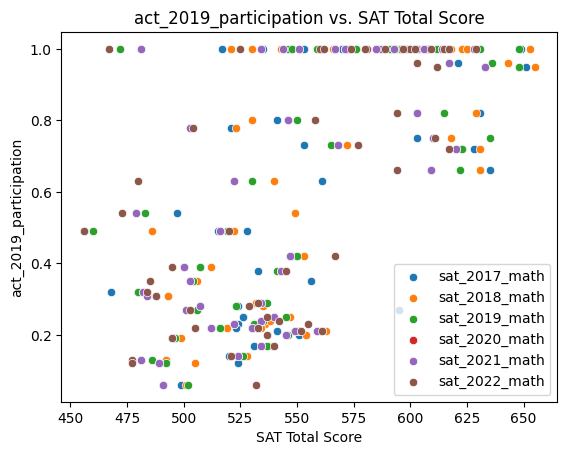 act_2019_participation vs. SAT Total Score
act_2019_participation
1.0
0.8
0.6
0.4
0.2
450
475
500
525
550
575
600
625
650
SAT Total Score
sat_2017_math
sat_2018_math
sat_2019_math
sat_2020_math
sat_2021_math
sat_2022_math